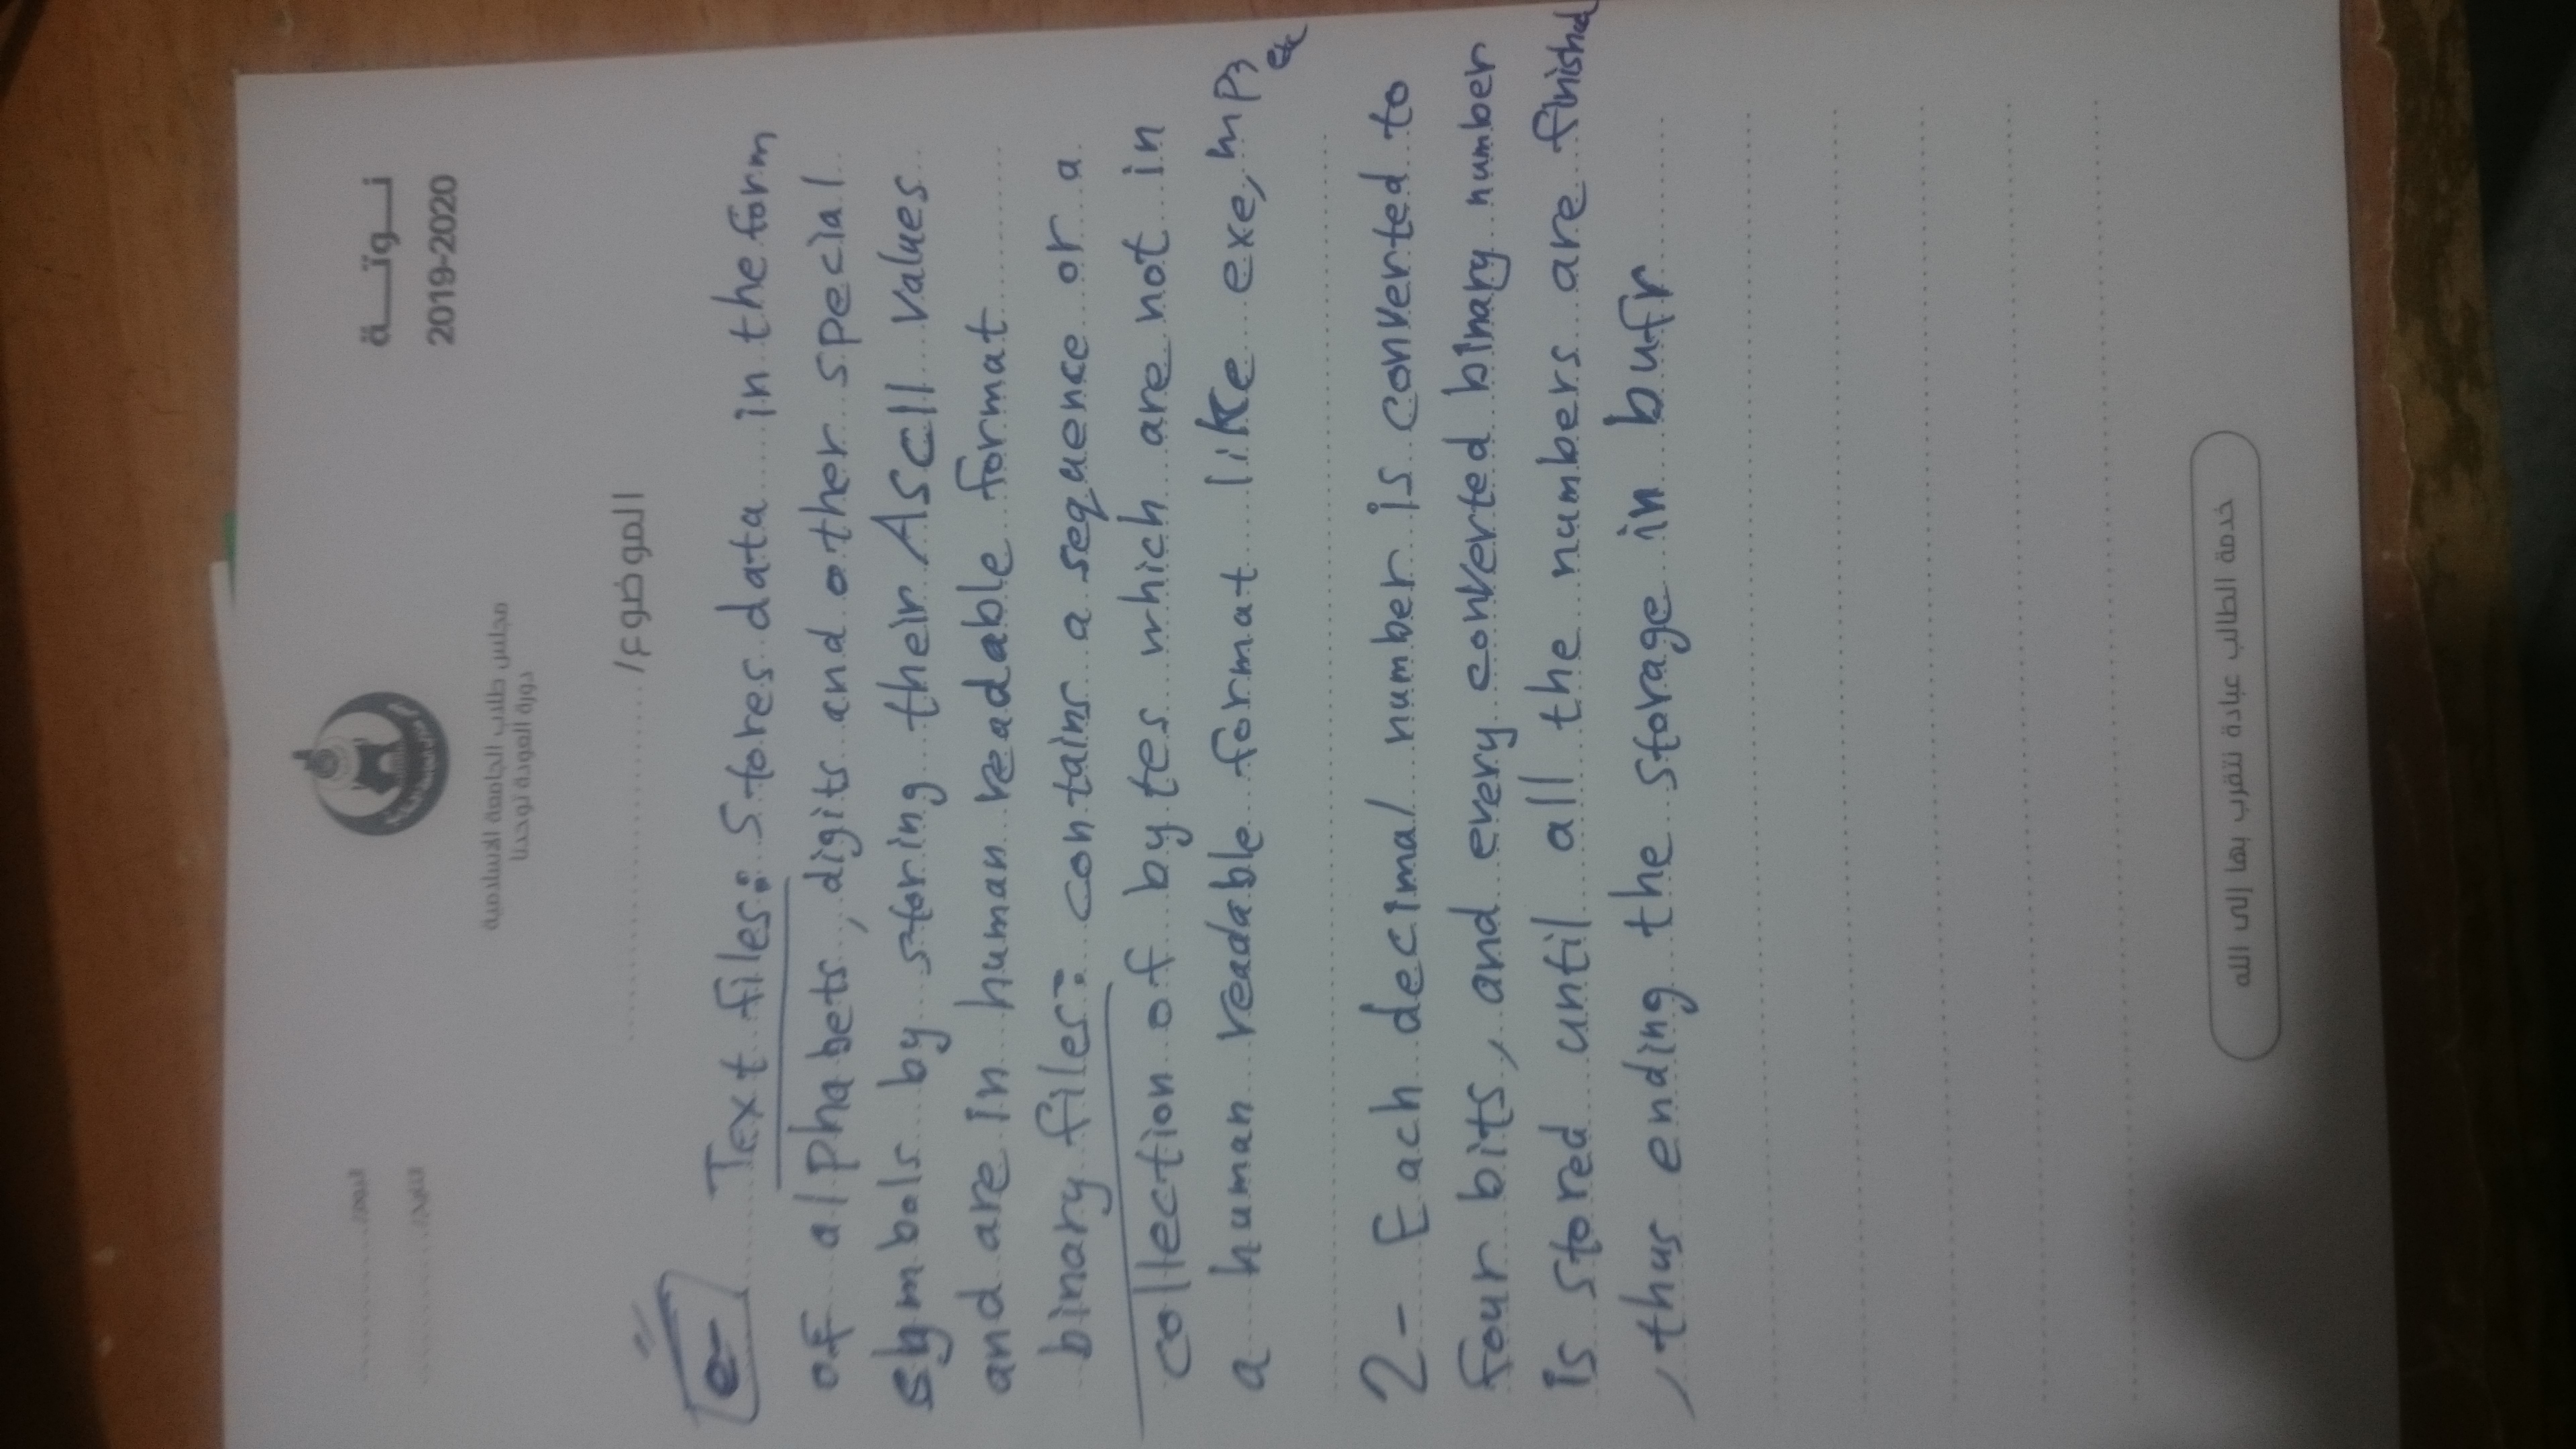 نـــوتـــة
2019-2020
اليوم/
التاريخ/
مجلس طلاب الجامعة الاسلامية
دورة العودة توحدنا
الموضوع/
Text files: Stores data in the form
of alphabets, digits and other special
symbols by storing their ASCII values
and are in human readable format
binary files: contains a sequence or a
collection of bytes which are not in
a human readable format like exe, mp3
etc
2- Each decimal number is converted to
four bits, and every converted binary number
is stored until all the numbers are finished
, thus ending the storage in bufr
خدمة الطالب عبادة نتقرب بها إلى الله